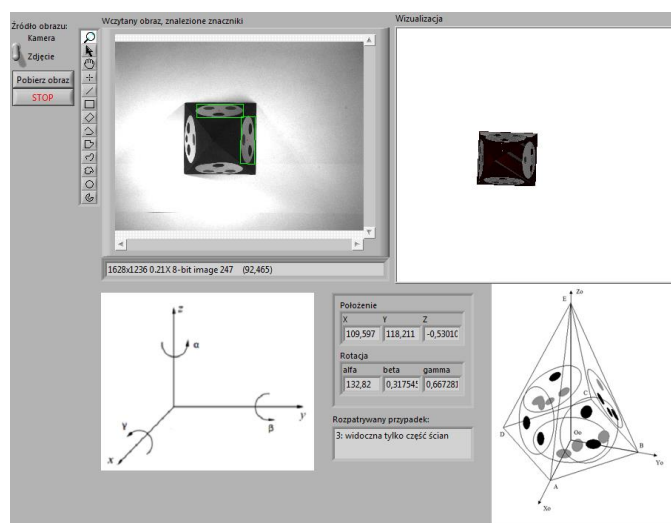 Źródło obrazu:
Kamera
Zdjęcie
Pobierz obraz
STOP
Wczytany obraz, znalezione znaczniki
1628x1236 0.21X 8-bit image 247 (92,465)
Wizualizacja
z
α
y
β
γ
x
Położenie
X Y Z
109,597 118,211 -0,5301
Rotacja
alfa beta gamma
132,82 0,31754 0,667281
Rozpatrywany przypadek:
3: widoczna tylko część ścian
Zo
E
C
D
Oo
B
A
Yo
Xo